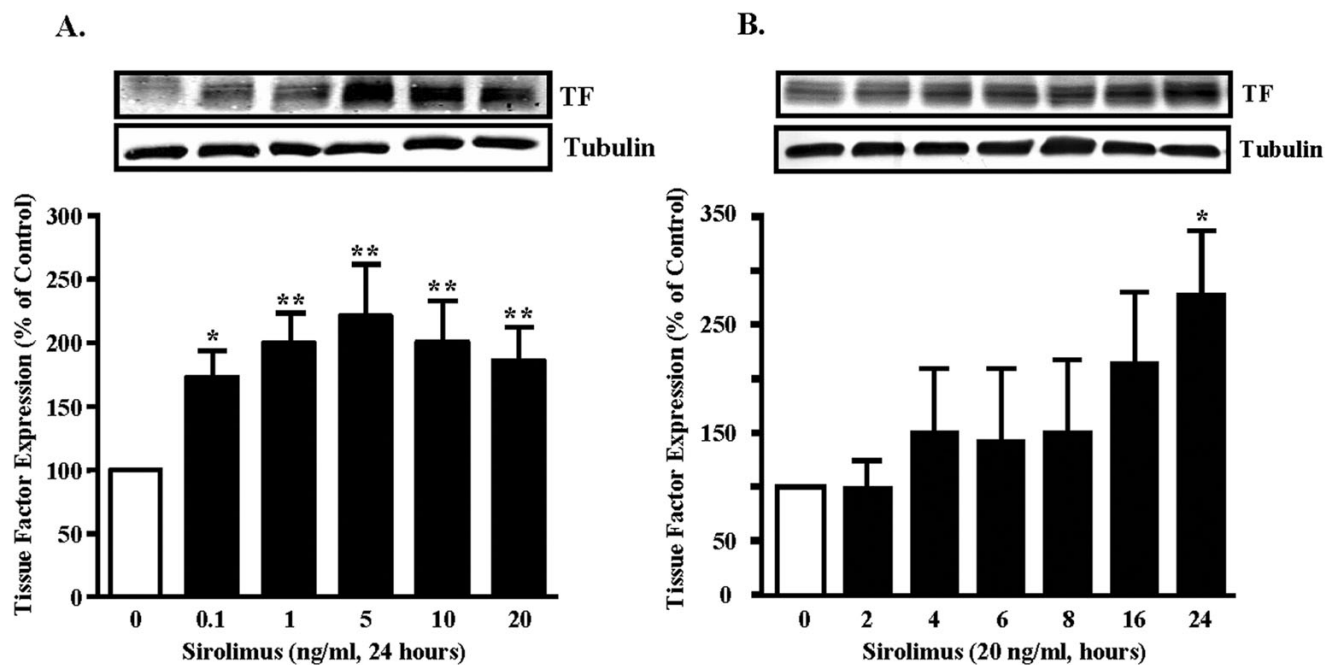 A.
TF
Tubulin
Tissue Factor Expression (% of Control)
300
250
200
150
100
50
0
*
**
**
**
**
0 0.1 1 5 10 20
Sirolimus (ng/ml, 24 hours)
B.
TF
Tubulin
Tissue Factor Expression (% of Control)
350
250
150
50
0
*
0 2 4 6 8 16 24
Sirolimus (20 ng/ml, hours)